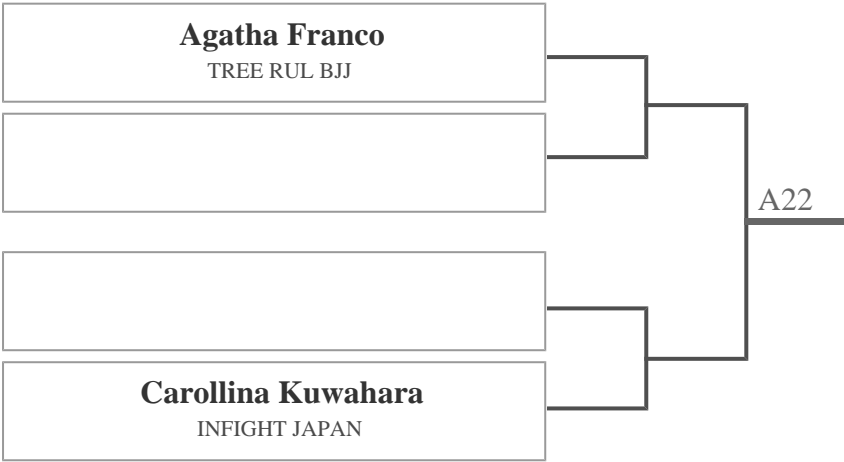 Agatha Franco
TREE RUL BJJ
A22
Carollina Kuwahara
INFIGHT JAPAN